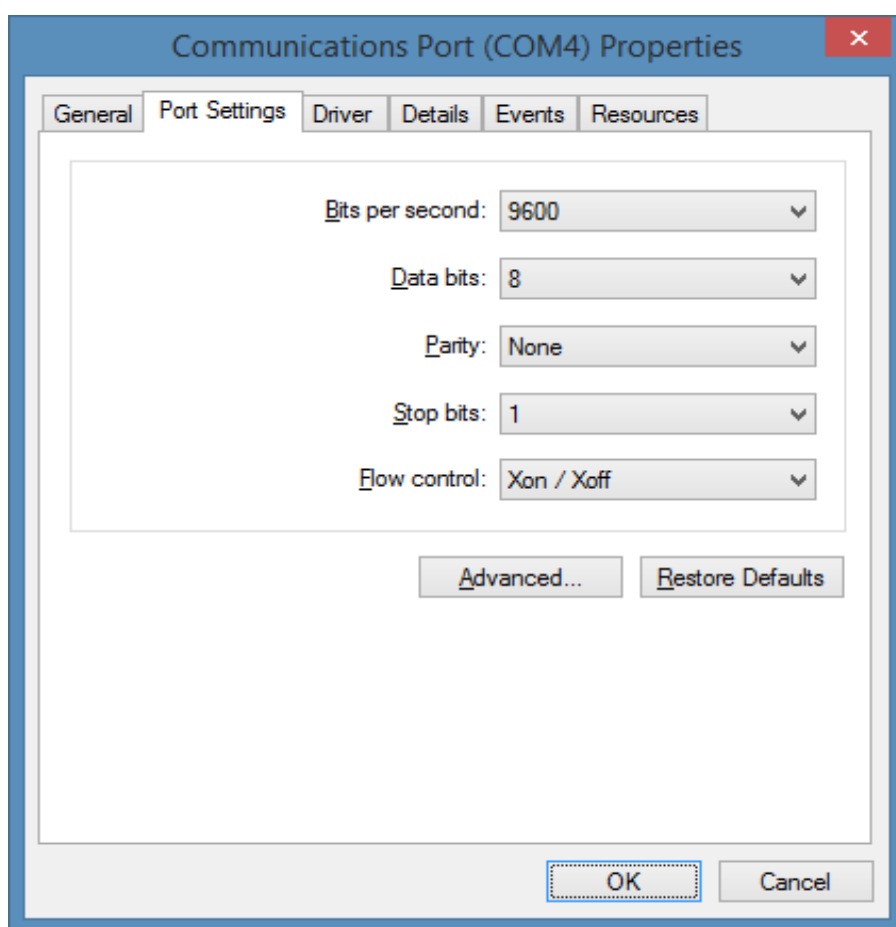 Communications Port (COM4) Properties
General Port Settings Driver Details Events Resources
Bits per second: 9600
Data bits: 8
Parity: None
Stop bits: 1
Flow control: Xon / Xoff
Advanced... Restore Defaults
OK Cancel